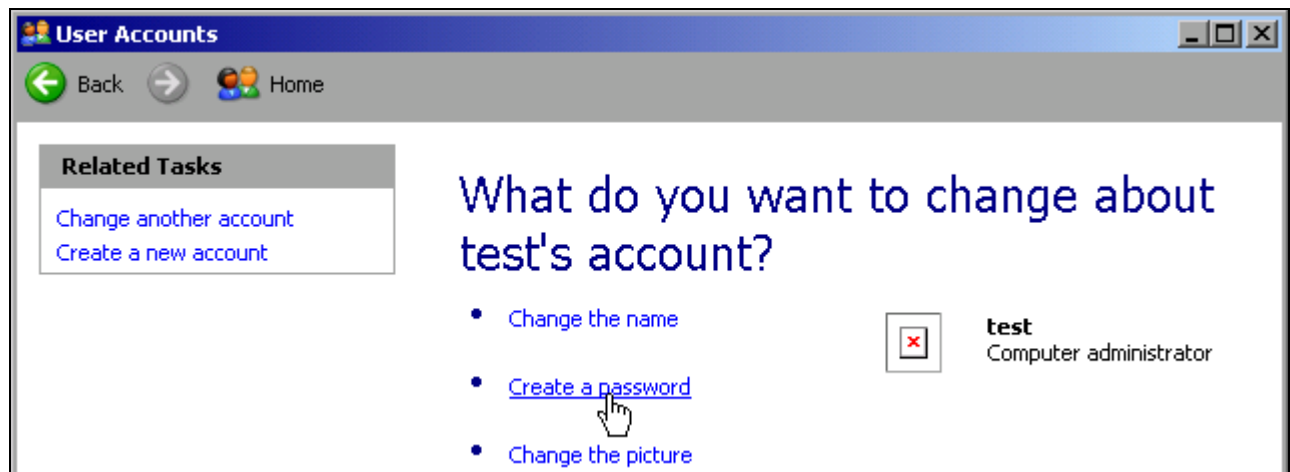 User Accounts
Back Home
Related Tasks
Change another account
Create a new account
What do you want to change about
test's account?
Change the name
test
Computer administrator
Create a password
Change the picture